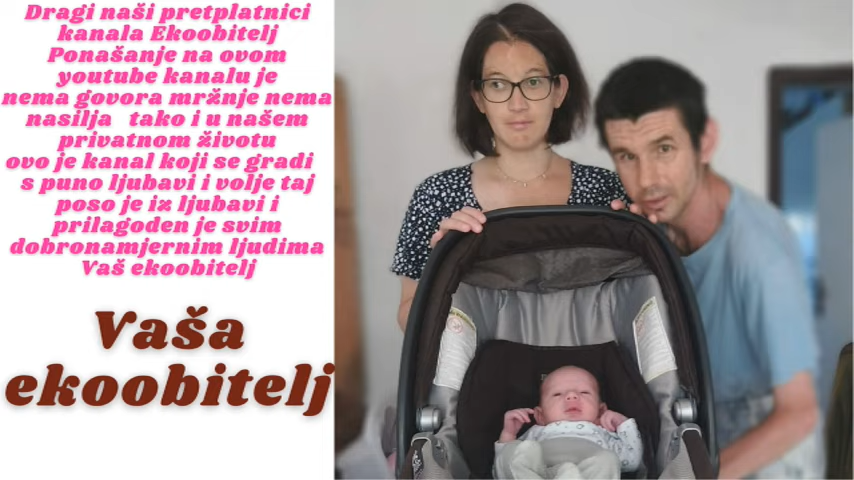 Dragi naši pretplatnici
kanala Ekoobitelj
Ponašanje na ovom
youtube kanalu je
nema govora mržnje nema
nasilja tako i u našem
privatnom životu
ovo je kanal koji se gradi
s puno ljubavi i volje taj
poso je iz ljubavi i
prilagođen je svim
dobronamjernim ljudima
Vaš ekoobitelj
Vaša
ekoobitelj